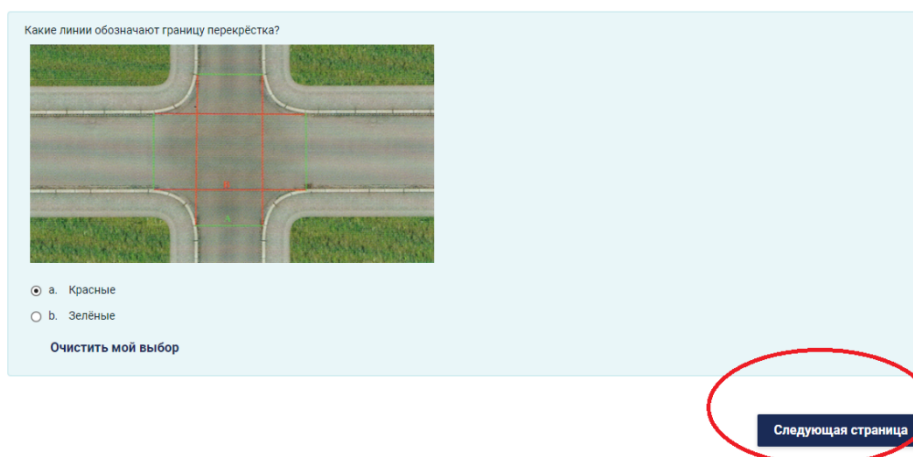 Какие линии обозначают границу перекрёстка?
a. Красные
b. Зелёные
Очистить мой выбор
Следующая страница